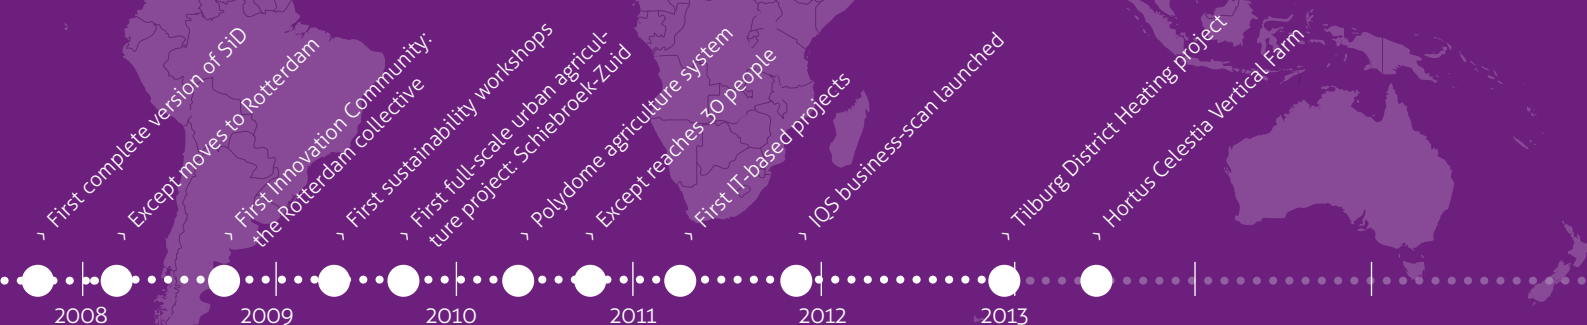 › First complete version of SiD
› Except moves to Rotterdam
› First Innovation Community:
the Rotterdam collective
› First sustainability workshops
› First full-scale urban agricul-
ture project: Schiebroek-Zuid
› Polydome agriculture system
› Except reaches 30 people
› First IT-based projects
› IQS business-scan launched
› Tilburg District Heating project
› Hortus Celestia Vertical Farm
2008
2009
2010
2011
2012
2013